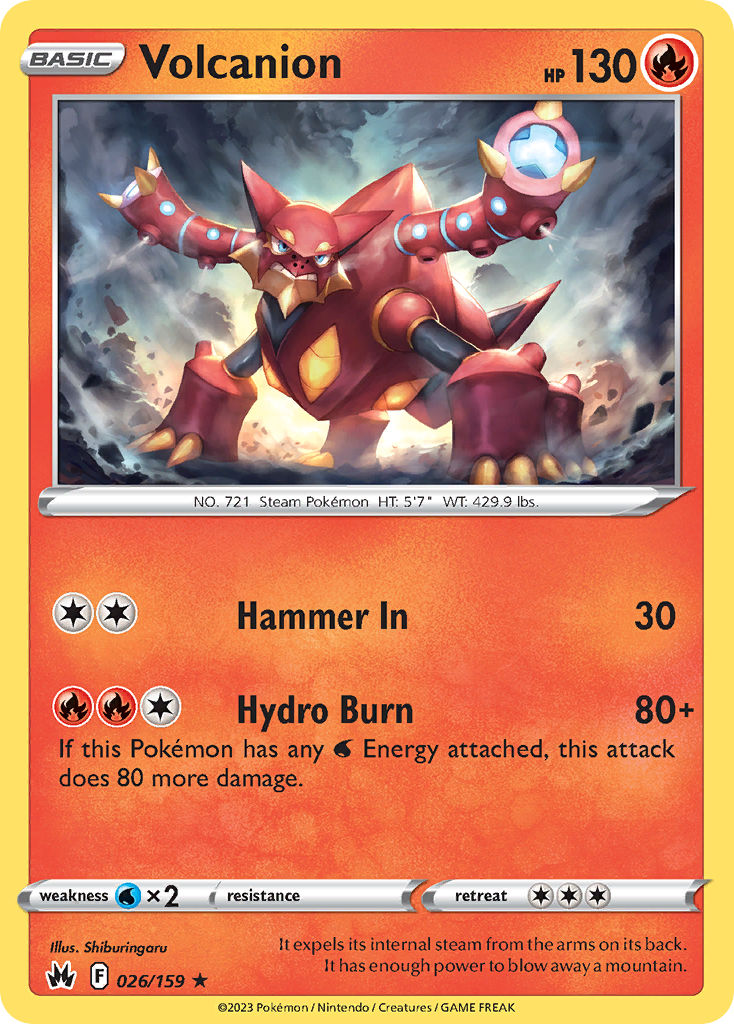 BASIC Volcanion HP 130
NO. 721 Steam Pokémon HT: 5'7" WT: 429.9 lbs.
Hammer In 30
Hydro Burn 80+
If this Pokémon has any Energy attached, this attack
does 80 more damage.
weakness ×2 resistance retreat
Illus. Shiburingaru
It expels its internal steam from the arms on its back.
It has enough power to blow away a mountain.
F 026/159 ★
©2023 Pokémon / Nintendo / Creatures / GAME FREAK